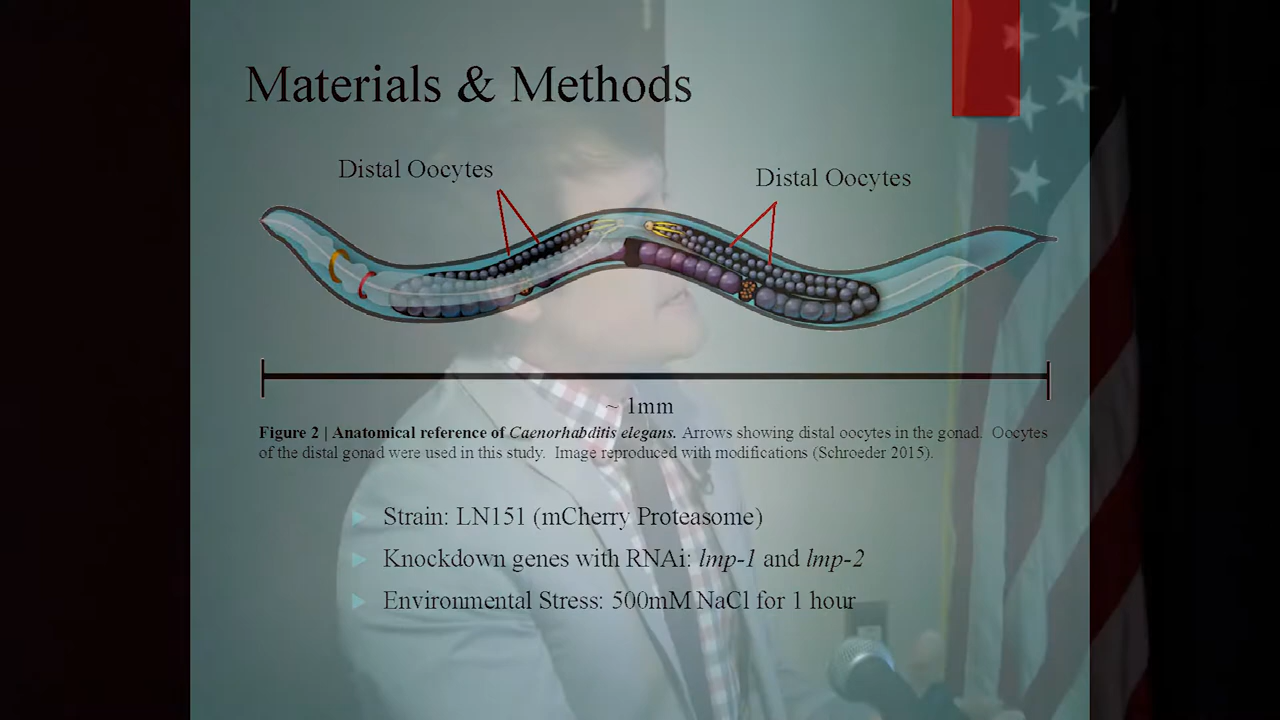 Materials & Methods
Distal Oocytes
Distal Oocytes
~ 1mm
Figure 2 | Anatomical reference of Caenorhabditis elegans. Arrows showing distal oocytes in the gonad. Oocytes
of the distal gonad were used in this study. Image reproduced with modifications (Schroeder 2015).
Strain: LN151 (mCherry Proteasome)
Knockdown genes with RNAi: lmp-1 and lmp-2
Environmental Stress: 500mM NaCl for 1 hour